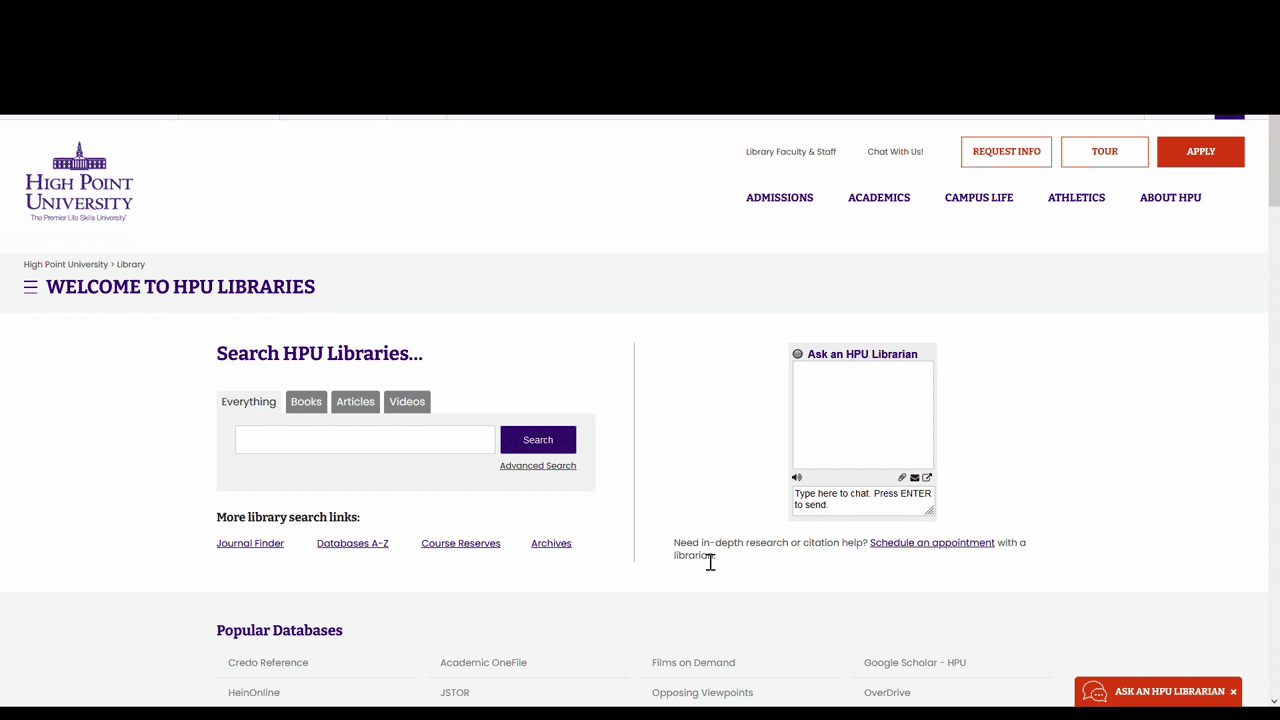 HIGH POINT
UNIVERSITY
The Premier Life Skills University
Library Faculty & Staff
Chat With Us!
REQUEST INFO
TOUR
APPLY
ADMISSIONS
ACADEMICS
CAMPUS LIFE
ATHLETICS
ABOUT HPU
High Point University > Library
WELCOME TO HPU LIBRARIES
Search HPU Libraries...
Everything
Books
Articles
Videos
Search
Advanced Search
More library search links:
Journal Finder
Databases A-Z
Course Reserves
Archives
Ask an HPU Librarian
Type here to chat. Press ENTER
to send.
Need in-depth research or citation help? Schedule an appointment with a
librarian.
Popular Databases
Credo Reference
Academic OneFile
Films on Demand
Google Scholar - HPU
HeinOnline
JSTOR
Opposing Viewpoints
OverDrive
ASK AN HPU LIBRARIAN ×